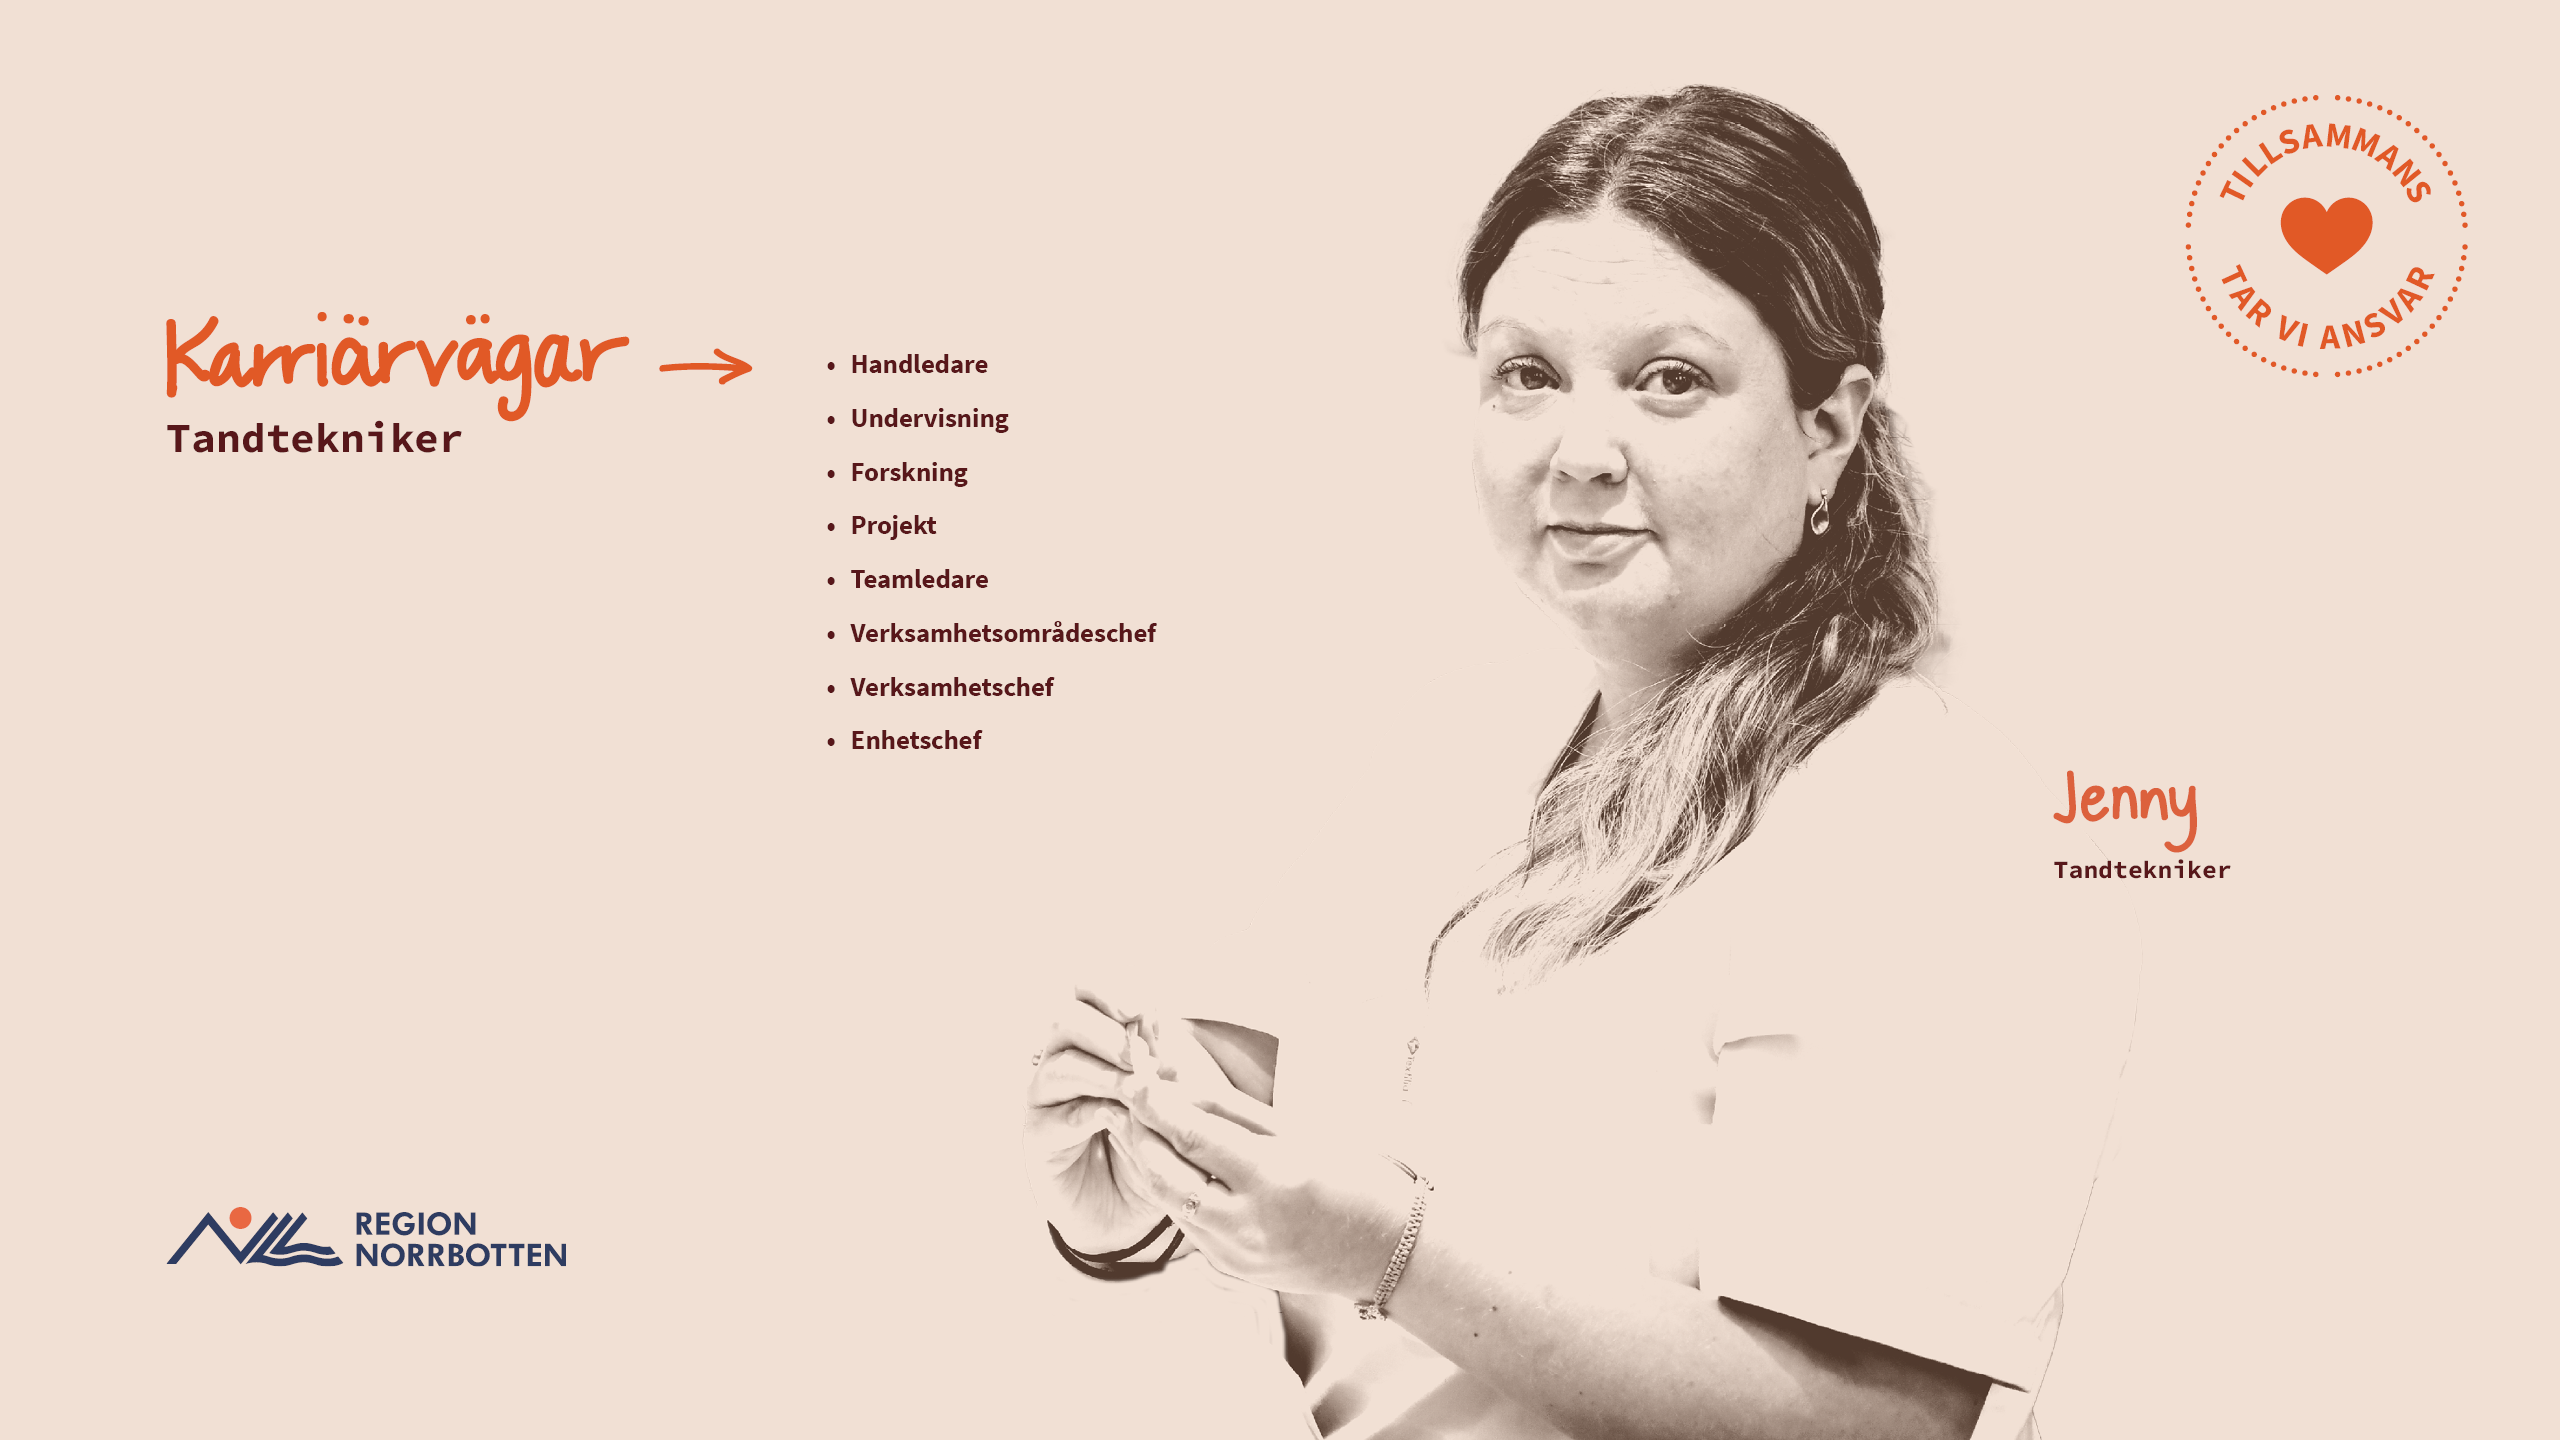 Karriärvägar
Tandtekniker
• Handledare
• Undervisning
• Forskning
• Projekt
• Teamledare
• Verksamhetsområdeschef
• Verksamhetschef
• Enhetschef
TILLSAMMANS
TAR VI ANSVAR
Jenny
Tandtekniker
REGION
NORRBOTTEN